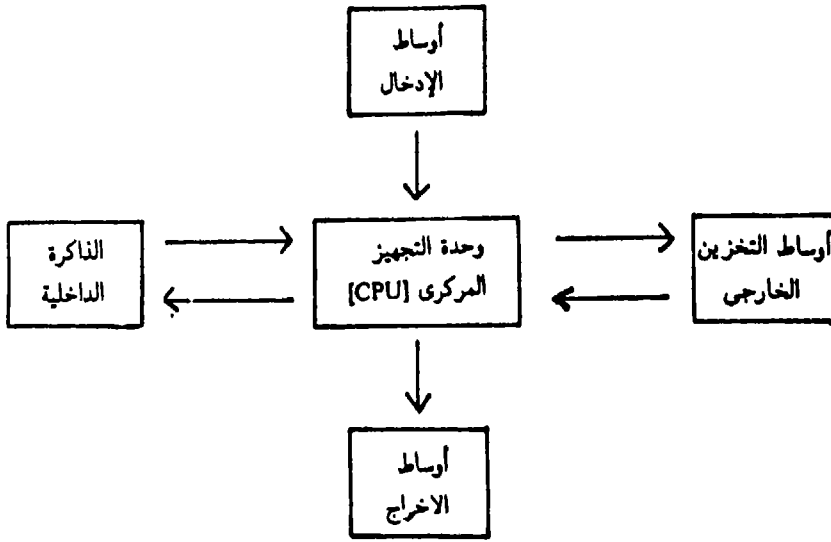 أوساط
الإدخال
الذاكرة
الداخلية
وحدة التجهيز
المركزى [CPU]
أوساط التخزين
الخارجى
أوساط
الاخراج